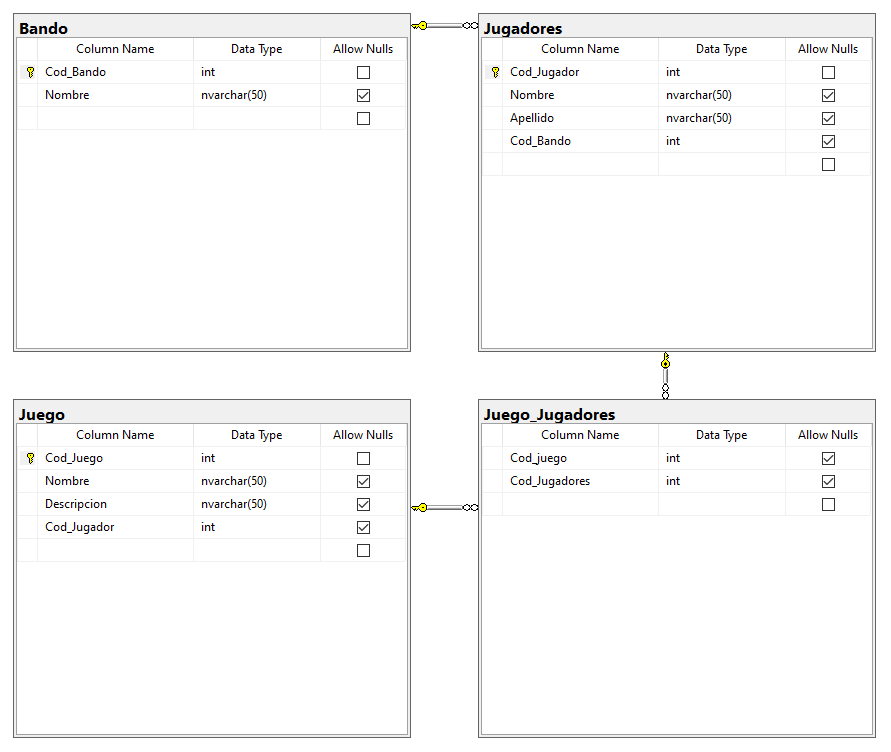 Bando
Column Name Data Type Allow Nulls
Cod_Bando int
Nombre nvarchar(50)
Jugadores
Column Name Data Type Allow Nulls
Cod_Jugador int
Nombre nvarchar(50)
Apellido nvarchar(50)
Cod_Bando int
Juego
Column Name Data Type Allow Nulls
Cod_Juego int
Nombre nvarchar(50)
Descripcion nvarchar(50)
Cod_Jugador int
Juego_Jugadores
Column Name Data Type Allow Nulls
Cod_juego int
Cod_Jugadores int